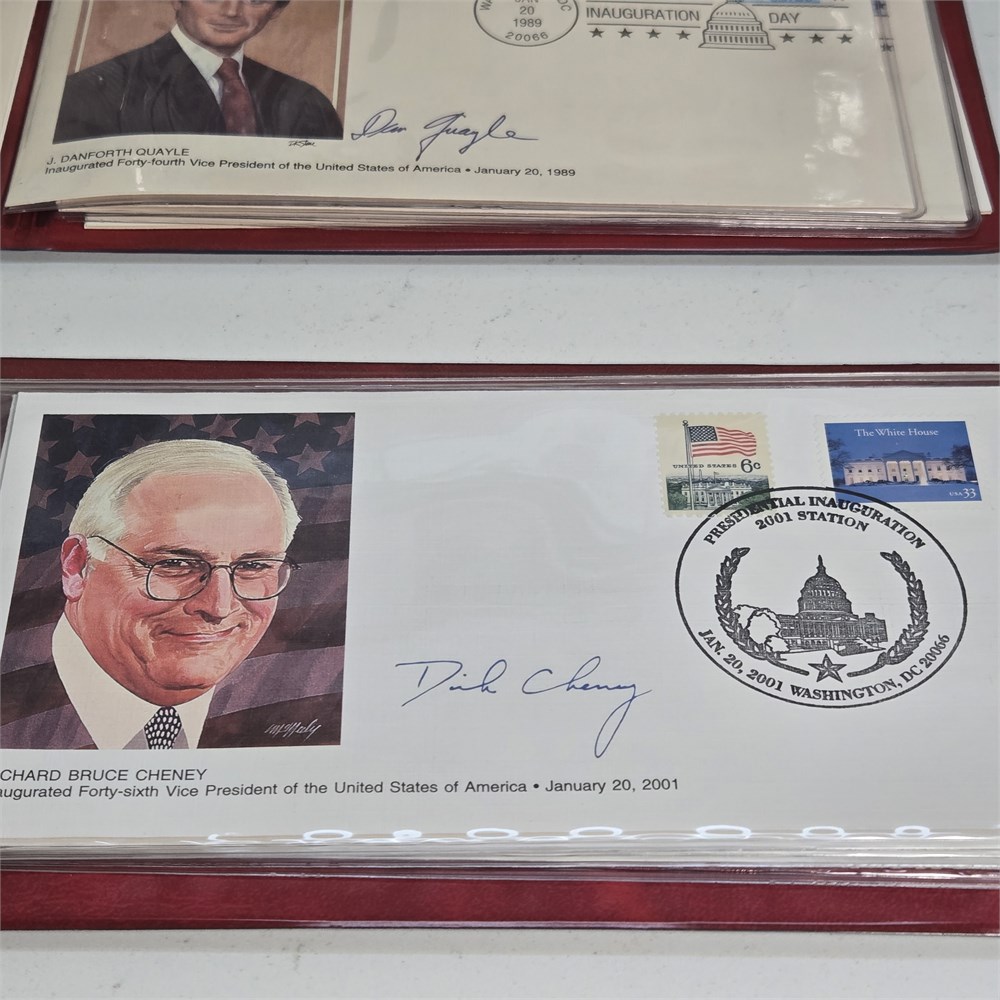 JAN
20
1989
20066
INAUGURATION DAY
Dan Quayle
J. DANFORTH QUAYLE
Inaugurated Forty-fourth Vice President of the United States of America • January 20, 1989
UNITED STATES 6c
The White House
USA 33
PRESIDENTIAL INAUGURATION
2001 STATION
JAN. 20, 2001 WASHINGTON, DC 20066
Dick Cheney
CHARD BRUCE CHENEY
augurated Forty-sixth Vice President of the United States of America • January 20, 2001